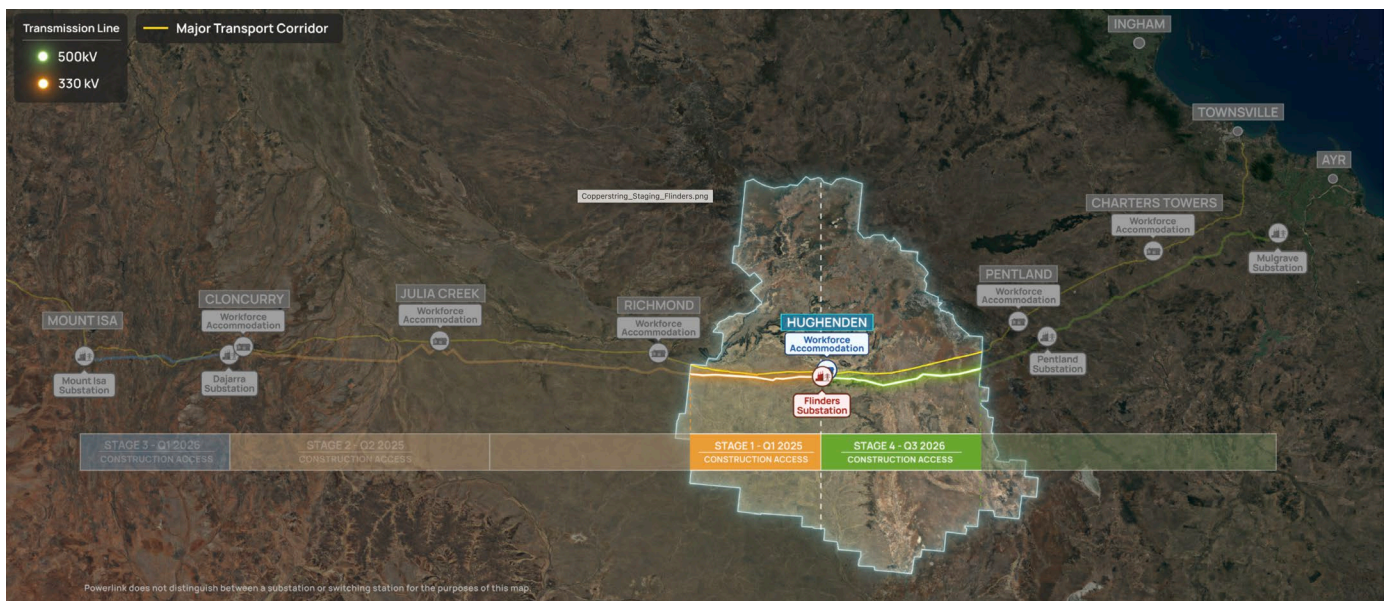 Transmission Line
500kV
330 kV
Major Transport Corridor
INGHAM
TOWNSVILLE
AYR
Copperstring_Staging_Flinders.png
CHARTERS TOWERS
Workforce
Accommodation
Mulgrave
Substation
PENTLAND
Workforce
Accommodation
JULIA CREEK
Workforce
Accommodation
CLONCURRY
Workforce
Accommodation
RICHMOND
Workforce
Accommodation
MOUNT ISA
HUGHENDEN
Workforce
Accommodation
Pentland
Substation
Mount Isa
Substation
Dajarra
Substation
Flinders
Substation
STAGE 3 - Q1 2026
CONSTRUCTION ACCESS
STAGE 2 - Q2 2025
CONSTRUCTION ACCESS
STAGE 1 - Q1 2025
CONSTRUCTION ACCESS
STAGE 4 - Q3 2026
CONSTRUCTION ACCESS
Powerlink does not distinguish between a substation or switching station for the purposes of this map.